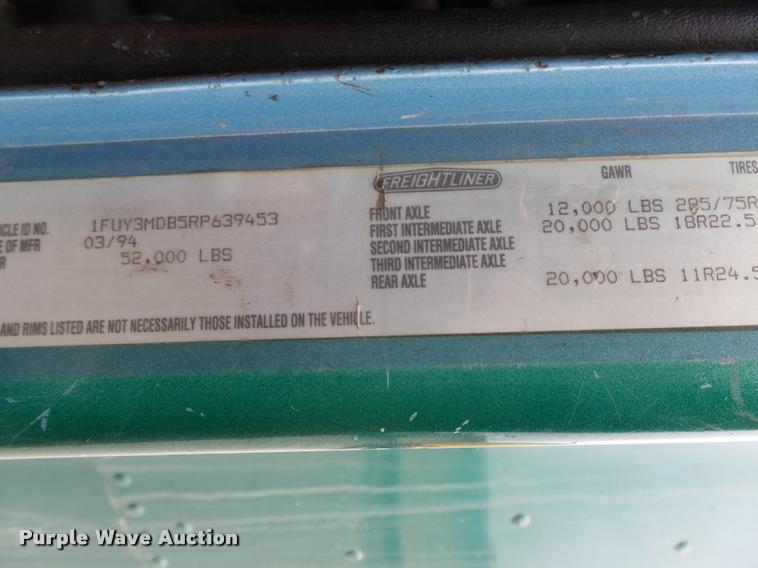 FREIGHTLINER
GAWR TIRES
ICLE ID NO. 1FUY3MDB5RP639453
E OF MFR 03/94
R 52,000 LBS
FRONT AXLE 12,000 LBS 285/75R
FIRST INTERMEDIATE AXLE 20,000 LBS 18R22.5
SECOND INTERMEDIATE AXLE
THIRD INTERMEDIATE AXLE
REAR AXLE 20,000 LBS 11R24.5
AND RIMS LISTED ARE NOT NECESSARILY THOSE INSTALLED ON THE VEHICLE.
Purple Wave Auction